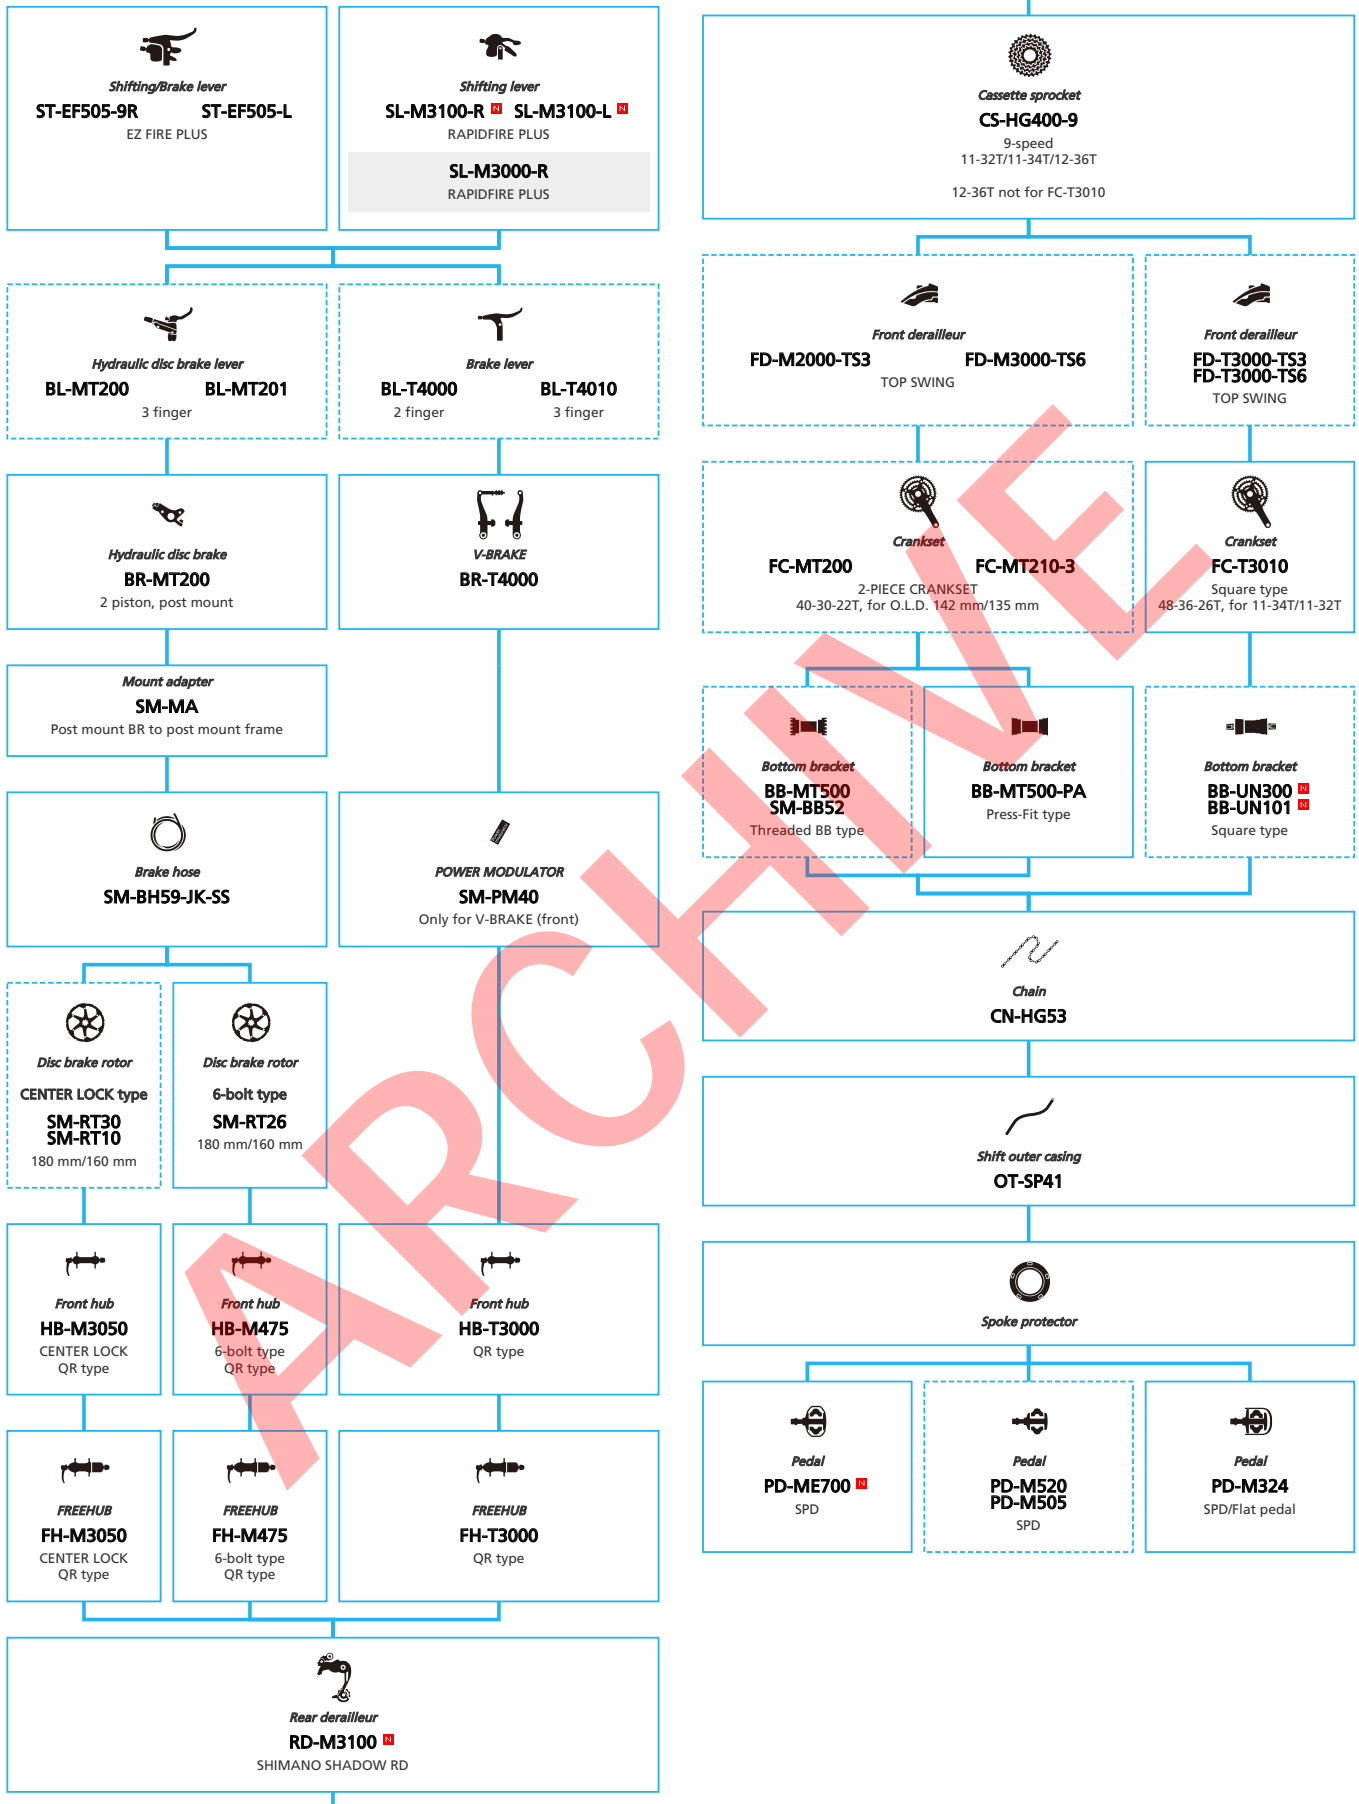 Shifting/Brake lever
ST-EF505-9R ST-EF505-L
EZ FIRE PLUS
Shifting lever
SL-M3100-R N SL-M3100-L N
RAPIDFIRE PLUS
SL-M3000-R
RAPIDFIRE PLUS
Hydraulic disc brake lever
BL-MT200 BL-MT201
3 finger
Brake lever
BL-T4000 BL-T4010
2 finger 3 finger
Hydraulic disc brake
BR-MT200
2 piston, post mount
V-BRAKE
BR-T4000
Mount adapter
SM-MA
Post mount BR to post mount frame
Brake hose
SM-BH59-JK-SS
POWER MODULATOR
SM-PM40
Only for V-BRAKE (front)
Disc brake rotor
CENTER LOCK type
SM-RT30
SM-RT10
180 mm/160 mm
Disc brake rotor
6-bolt type
SM-RT26
180 mm/160 mm
Front hub
HB-M3050
CENTER LOCK
QR type
Front hub
HB-M475
6-bolt type
QR type
Front hub
HB-T3000
QR type
FREEHUB
FH-M3050
CENTER LOCK
QR type
FREEHUB
FH-M475
6-bolt type
QR type
FREEHUB
FH-T3000
QR type
Rear derailleur
RD-M3100 N
SHIMANO SHADOW RD
Cassette sprocket
CS-HG400-9
9-speed
11-32T/11-34T/12-36T
12-36T not for FC-T3010
Front derailleur
FD-M2000-TS3 FD-M3000-TS6
TOP SWING
Front derailleur
FD-T3000-TS3
FD-T3000-TS6
TOP SWING
Crankset
FC-MT200 FC-MT210-3
2-PIECE CRANKSET
40-30-22T, for O.L.D. 142 mm/135 mm
Crankset
FC-T3010
Square type
48-36-26T, for 11-34T/11-32T
Bottom bracket
BB-MT500
SM-BB52
Threaded BB type
Bottom bracket
BB-MT500-PA
Press-Fit type
Bottom bracket
BB-UN300 N
BB-UN101 N
Square type
Chain
CN-HG53
Shift outer casing
OT-SP41
Spoke protector
Pedal
PD-ME700 N
SPD
Pedal
PD-M520
PD-M505
SPD
Pedal
PD-M324
SPD/Flat pedal
ARCHIVE